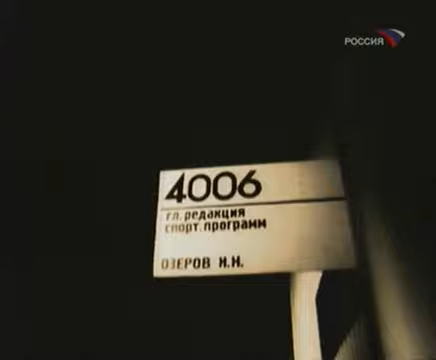 РОССИЯ
4006
гл. редакция
спорт. программ
ОЗЕРОВ Н.Н.